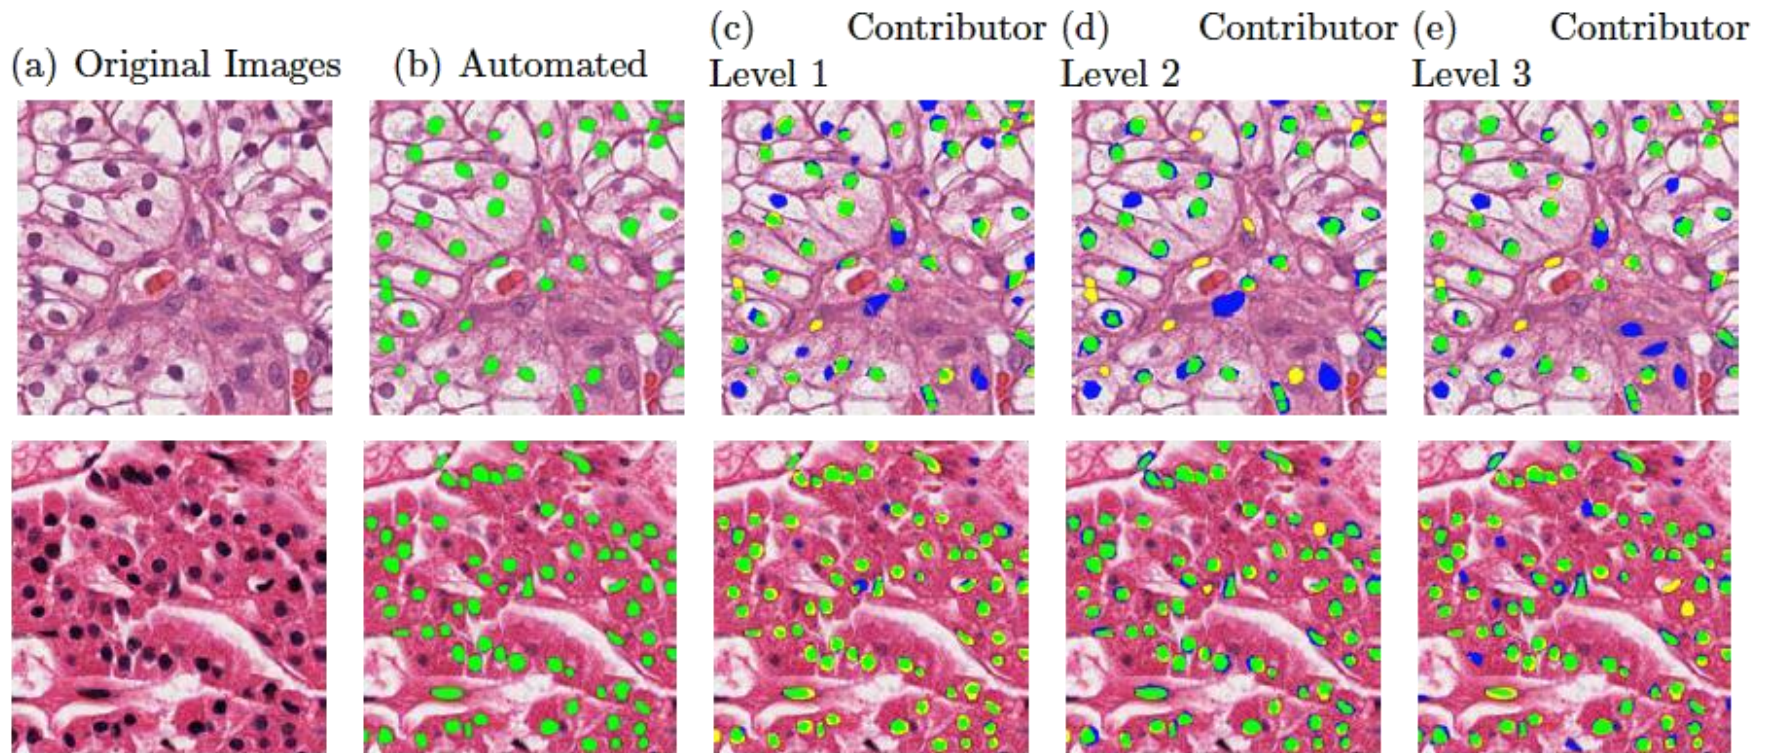 (a) Original Images
(b) Automated
(c) Contributor
Level 1
(d) Contributor
Level 2
(e) Contributor
Level 3